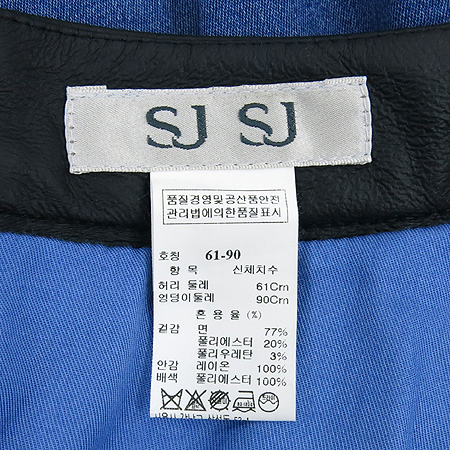 SJ SJ
품질경영및공산품안전
관리법에의한품질표시
호칭 61-90
항 목 신체치수
허리 둘레 61Cm
엉덩이둘레 90Cm
혼 용 율 (%)
겉감 면 77%
폴리에스터 20%
폴리우레탄 3%
안감 레이온 100%
배색 폴리에스터 100%